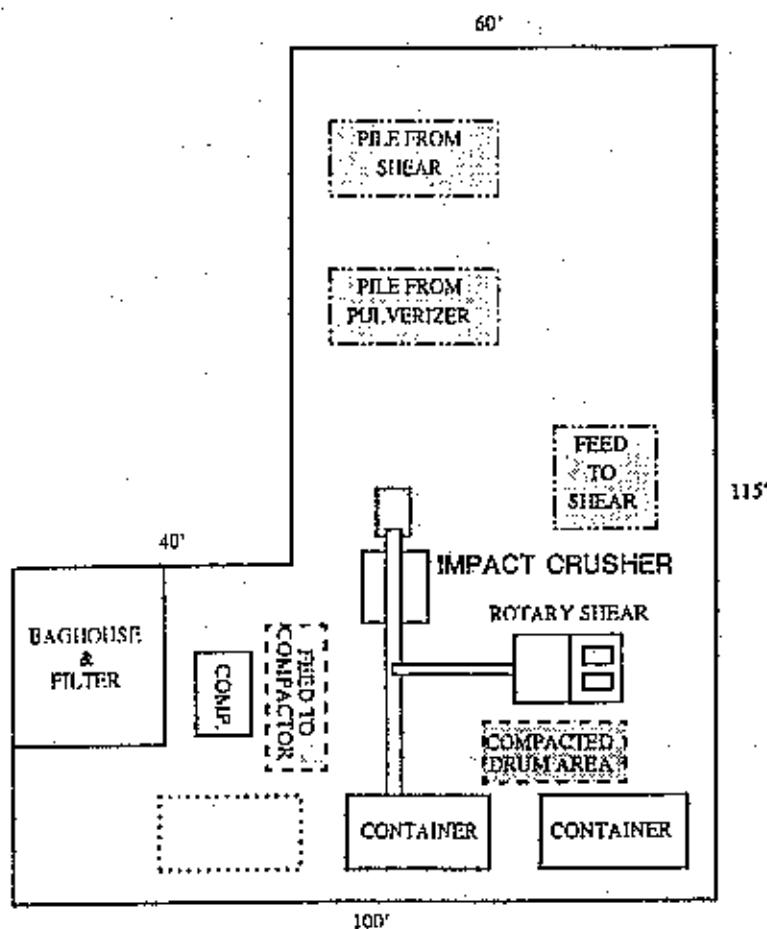 60'
PILE FROM
SHEAR
PILE FROM
PULVERIZER
FEED
TO
SHEAR
115'
40'
IMPACT CRUSHER
BAGHOUSE
&
FILTER
COMP.
FEED TO
COMPACTOR
ROTARY SHEAR
COMPACTED
DRUM AREA
CONTAINER
CONTAINER
100'